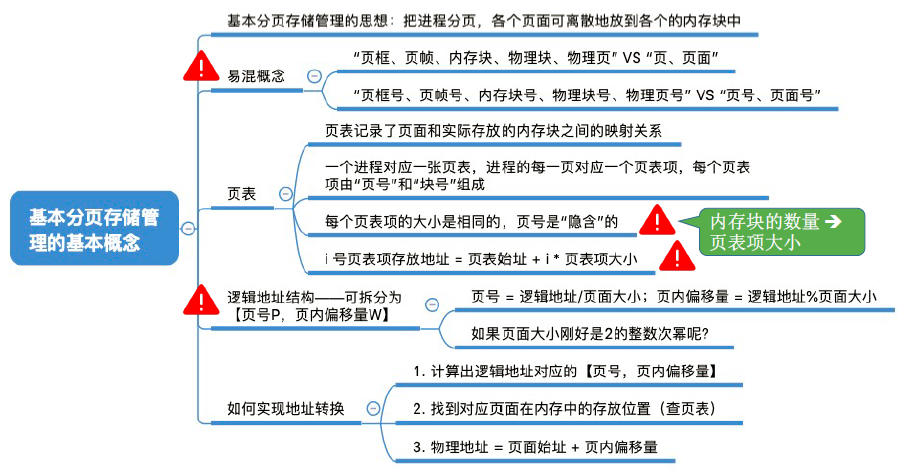 基本分页存储管理的思想：把进程分页，各个页面可离散地放到各个的内存块中
易混概念
“页框、页帧、内存块、物理块、物理页” VS “页、页面”
“页框号、页帧号、内存块号、物理块号、物理页号” VS “页号、页面号”
基本分页存储管
理的基本概念
页表
页表记录了页面和实际存放的内存块之间的映射关系
一个进程对应一张页表，进程的每一页对应一个页表项，每个页表
项由“页号”和“块号”组成
每个页表项的大小是相同的，页号是“隐含”的
内存块的数量 ➔
页表项大小
i 号页表项存放地址 = 页表始址 + i * 页表项大小
逻辑地址结构——可拆分为
【页号P，页内偏移量W】
页号 = 逻辑地址/页面大小；页内偏移量 = 逻辑地址%页面大小
如果页面大小刚好是2的整数次幂呢?
如何实现地址转换
1. 计算出逻辑地址对应的【页号，页内偏移量】
2. 找到对应页面在内存中的存放位置（查页表）
3. 物理地址 = 页面始址 + 页内偏移量